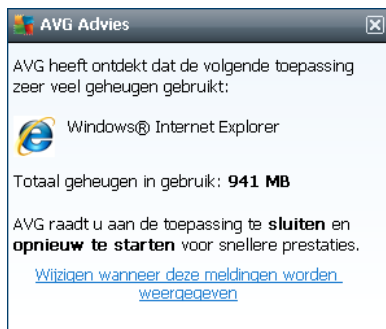 AVG Advies
AVG heeft ontdekt dat de volgende toepassing
zeer veel geheugen gebruikt:
Windows® Internet Explorer
Totaal geheugen in gebruik: 941 MB
AVG raadt u aan de toepassing te sluiten en
opnieuw te starten voor snellere prestaties.
Wijzigen wanneer deze meldingen worden
weergegeven